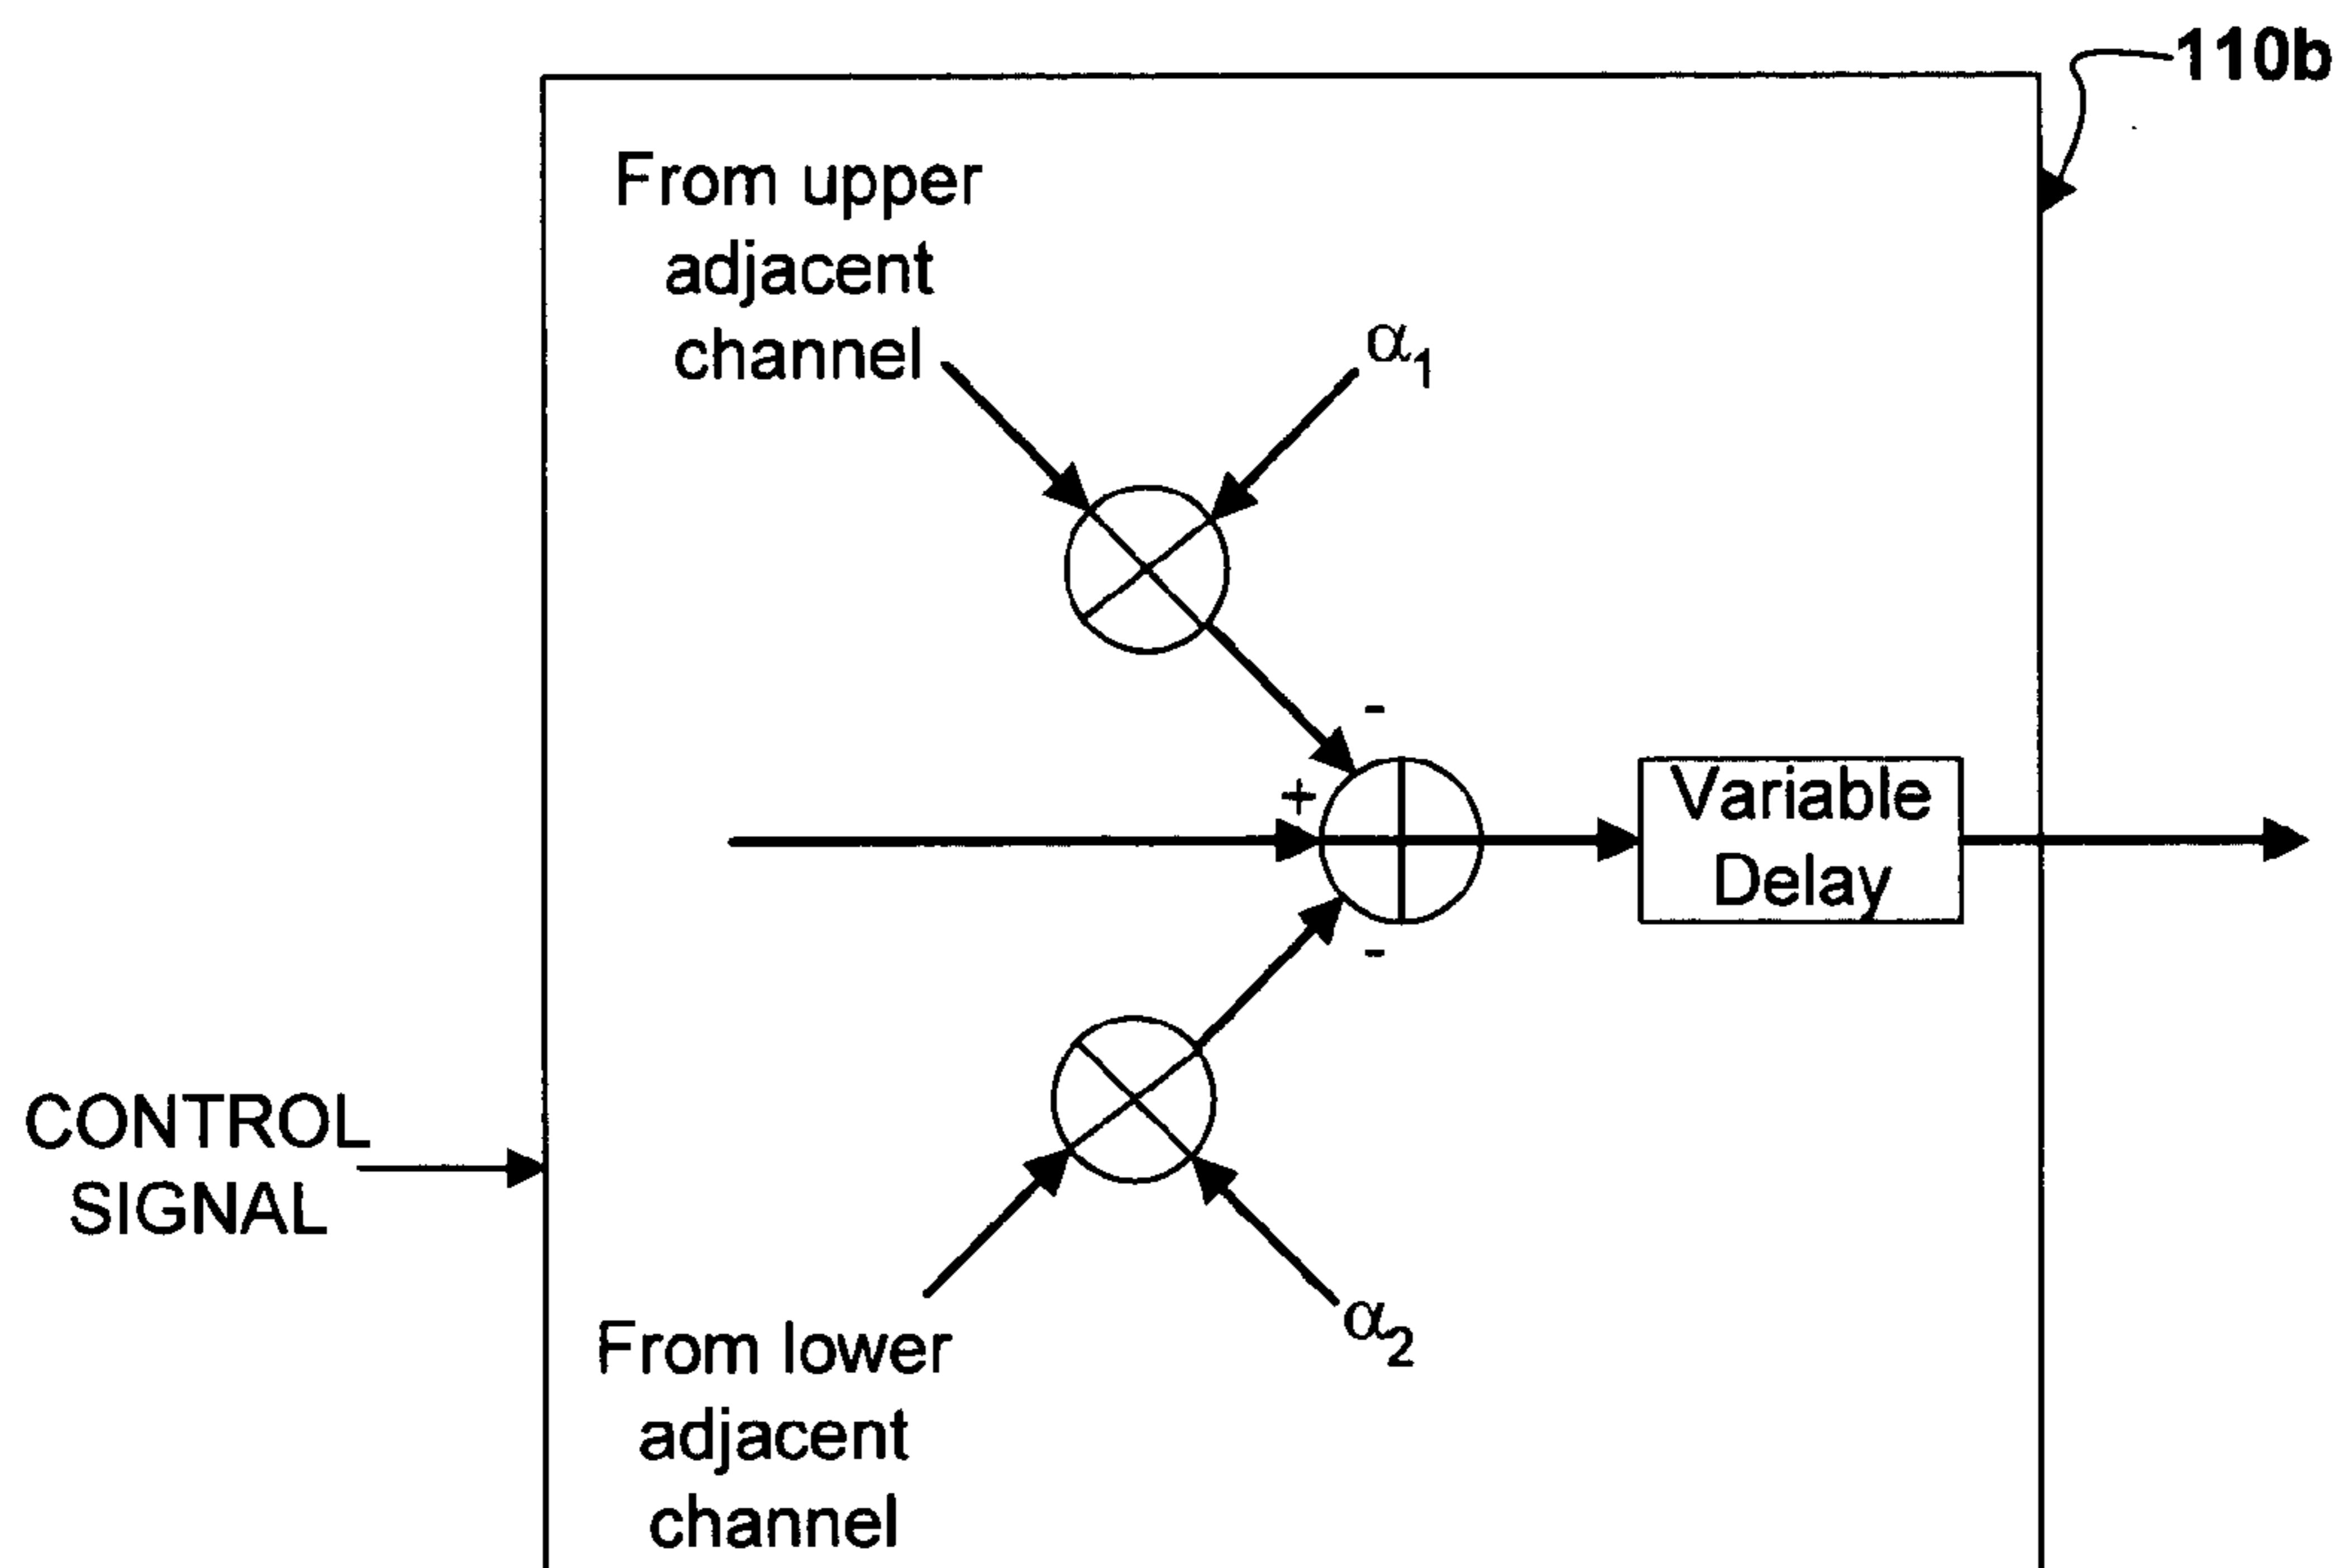 110b
From upper
adjacent
channel
α1
-
+
Variable
Delay
-
CONTROL
SIGNAL
α2
From lower
adjacent
channel